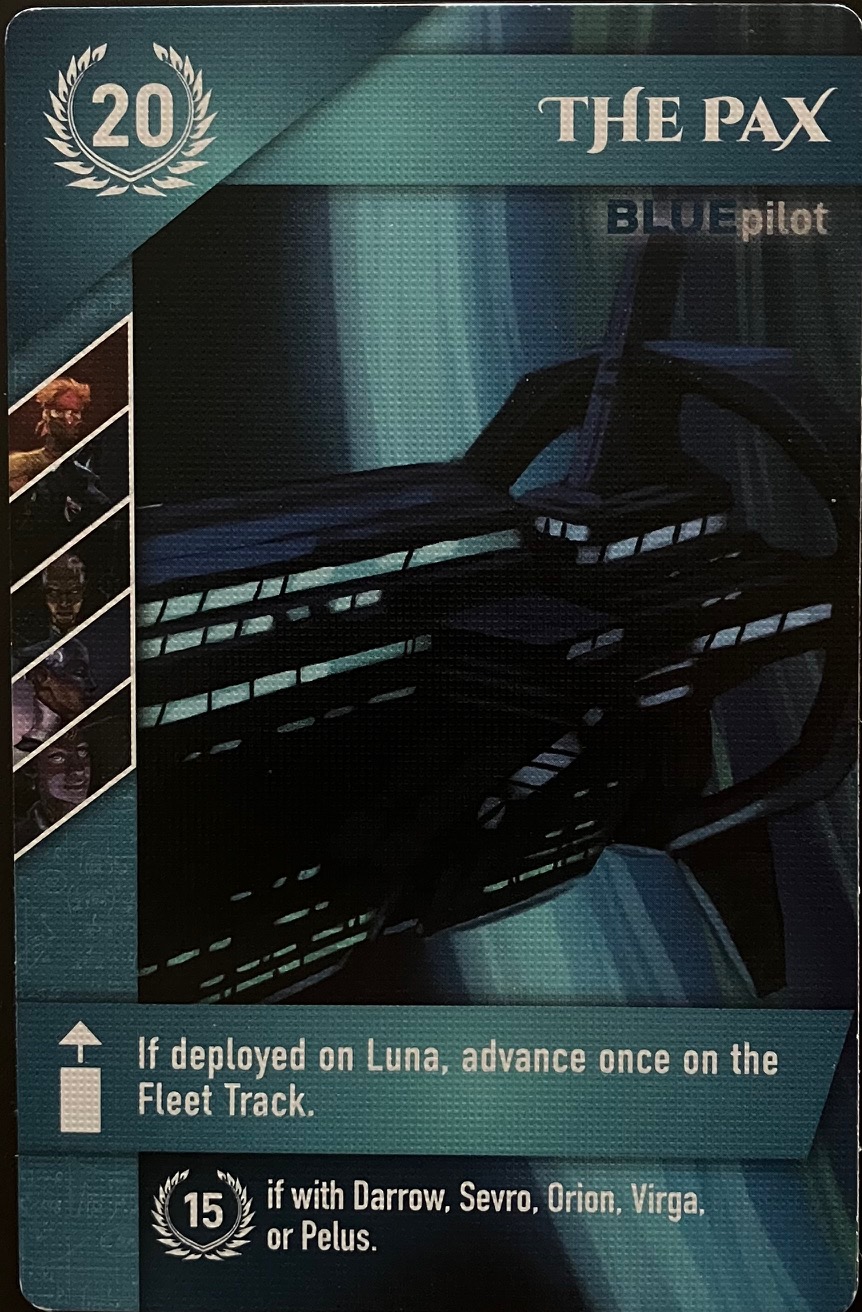 20
THE PAX
BLUEpilot
If deployed on Luna, advance once on the
Fleet Track.
15
if with Darrow, Sevro, Orion, Virga,
or Pelus.